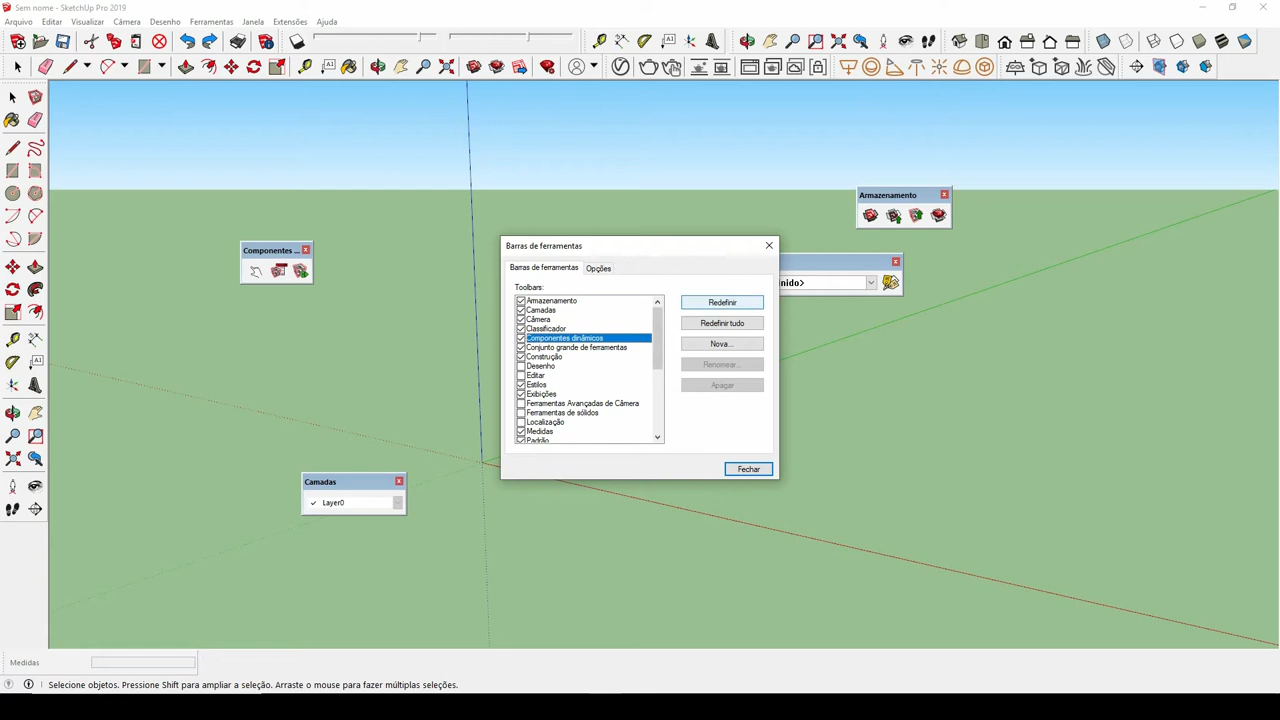 Sem nome - SketchUp Pro 2019
Arquivo Editar Visualizar Câmera Desenho Ferramentas Janela Extensões Ajuda
Armazenamento
Componentes ...
Barras de ferramentas
Barras de ferramentas Opções
Toolbars:
Armazenamento
Camadas
Câmera
Classificador
Componentes dinâmicos
Conjunto grande de ferramentas
Construção
Desenho
Editar
Estilos
Exibições
Ferramentas Avançadas de Câmera
Ferramentas de sólidos
Localização
Medidas
Padrão
Redefinir
Redefinir tudo
Nova...
Renomear...
Apagar
Fechar
nido>
Camadas
Layer0
Medidas
Selecione objetos. Pressione Shift para ampliar a seleção. Arraste o mouse para fazer múltiplas seleções.